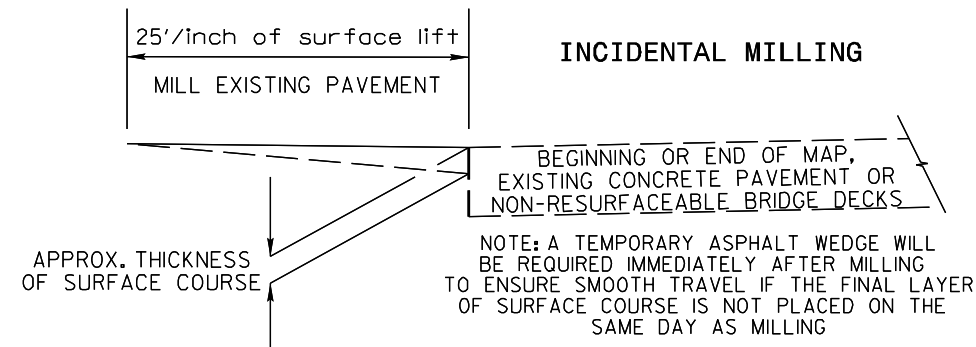 25'/inch of surface lift
INCIDENTAL MILLING
MILL EXISTING PAVEMENT
BEGINNING OR END OF MAP,
EXISTING CONCRETE PAVEMENT OR
NON-RESURFACEABLE BRIDGE DECKS
APPROX. THICKNESS
OF SURFACE COURSE
NOTE: A TEMPORARY ASPHALT WEDGE WILL
BE REQUIRED IMMEDIATELY AFTER MILLING
TO ENSURE SMOOTH TRAVEL IF THE FINAL LAYER
OF SURFACE COURSE IS NOT PLACED ON THE
SAME DAY AS MILLING